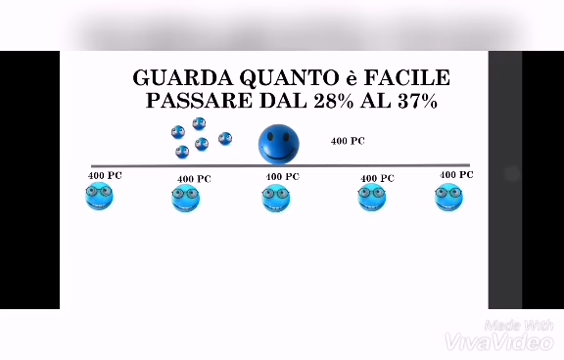 GUARDA QUANTO è FACILE
PASSARE DAL 28% AL 37%
400 PC
400 PC
400 PC
400 PC
400 PC
400 PC
Made With
VivaVideo